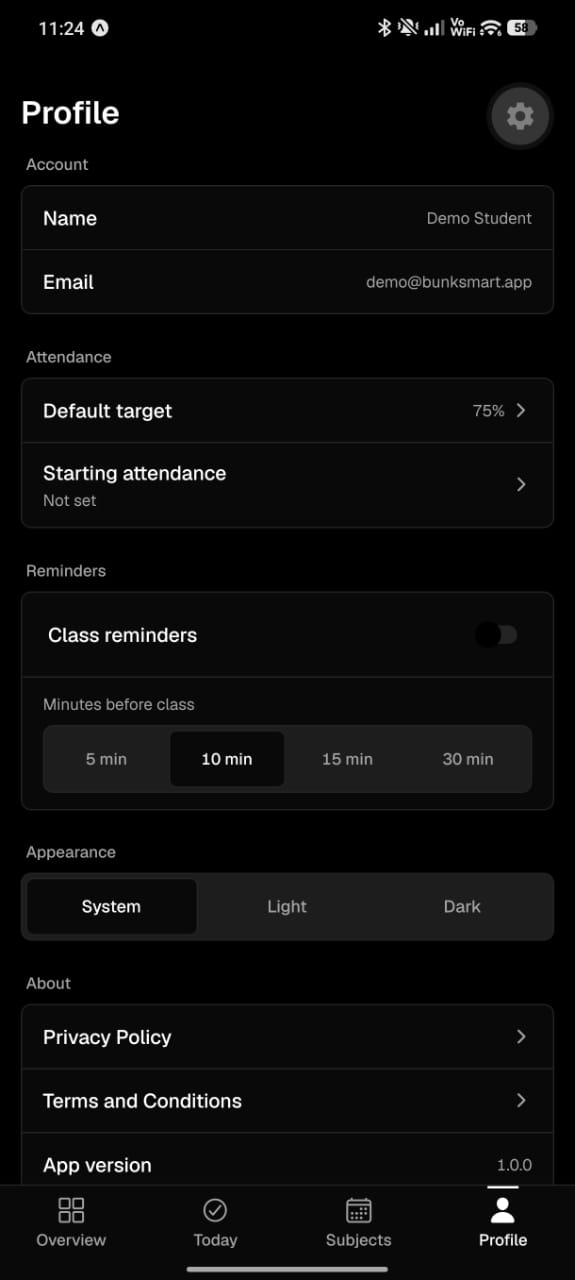 11:24
Vo
WiFi
6
58
Profile
Account
Name Demo Student
Email demo@bunksmart.app
Attendance
Default target 75%
Starting attendance
Not set
Reminders
Class reminders
Minutes before class
5 min 10 min 15 min 30 min
Appearance
System Light Dark
About
Privacy Policy
Terms and Conditions
App version 1.0.0
Overview Today Subjects Profile